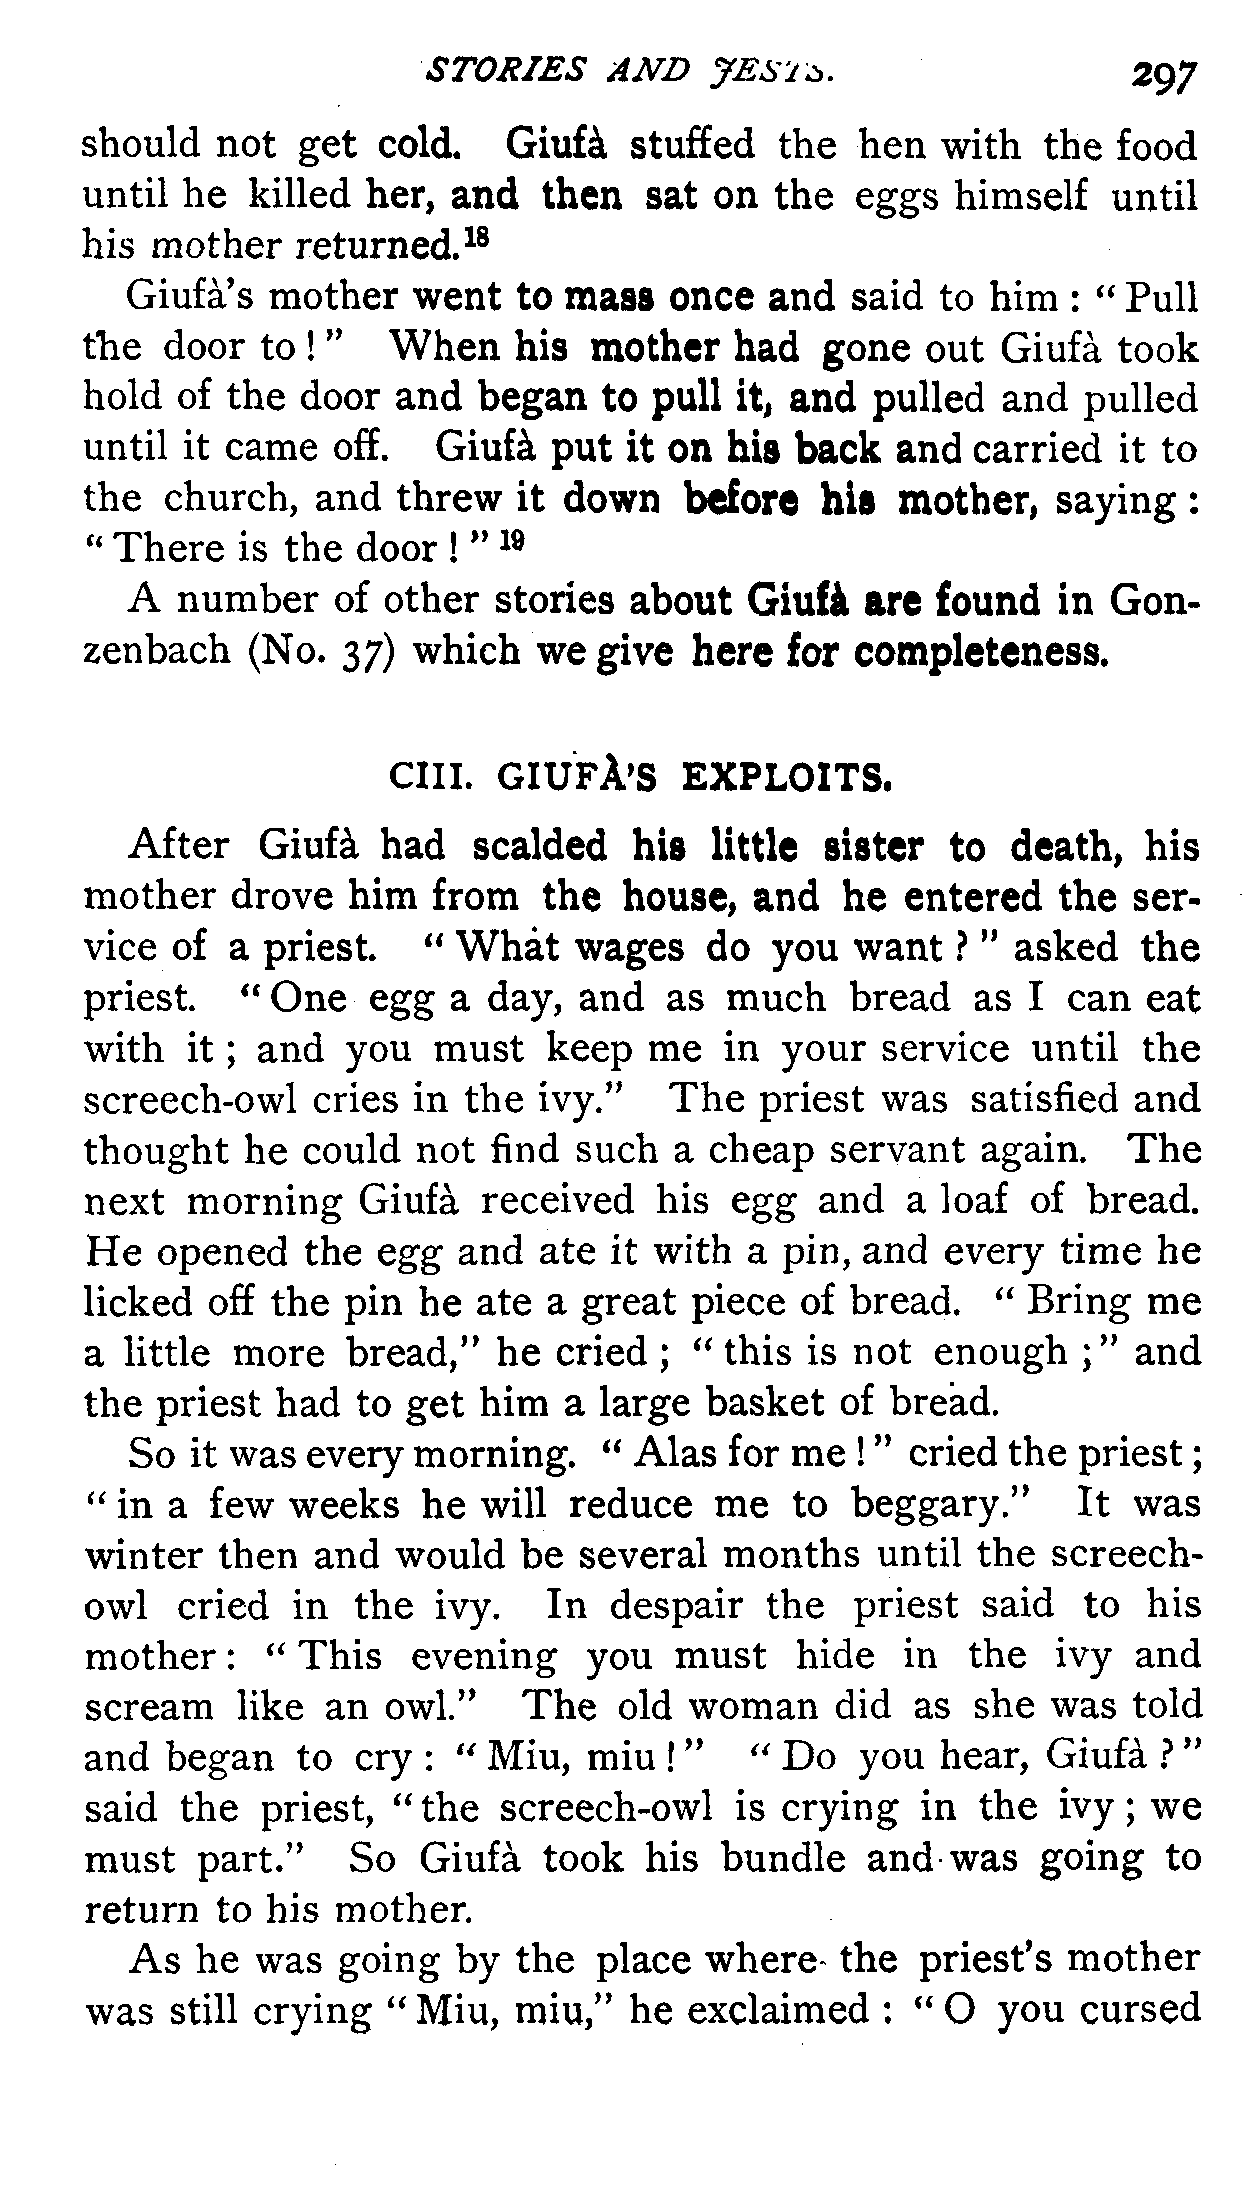 STORIES AND JESTS. 297
should not get cold. Giufà stuffed the hen with the food
until he killed her, and then sat on the eggs himself until
his mother returned.¹⁸
Giufà's mother went to mass once and said to him : “ Pull
the door to ! ” When his mother had gone out Giufà took
hold of the door and began to pull it, and pulled and pulled
until it came off. Giufà put it on his back and carried it to
the church, and threw it down before his mother, saying :
“ There is the door ! ” ¹⁹
A number of other stories about Giufà are found in Gon-
zenbach (No. 37) which we give here for completeness.
CIII. GIUFÀ'S EXPLOITS.
After Giufà had scalded his little sister to death, his
mother drove him from the house, and he entered the ser-
vice of a priest. “ What wages do you want ? ” asked the
priest. “ One egg a day, and as much bread as I can eat
with it ; and you must keep me in your service until the
screech-owl cries in the ivy.” The priest was satisfied and
thought he could not find such a cheap servant again. The
next morning Giufà received his egg and a loaf of bread.
He opened the egg and ate it with a pin, and every time he
licked off the pin he ate a great piece of bread. “ Bring me
a little more bread,” he cried ; “ this is not enough ;” and
the priest had to get him a large basket of bread.
So it was every morning. “ Alas for me ! ” cried the priest ;
“ in a few weeks he will reduce me to beggary.” It was
winter then and would be several months until the screech-
owl cried in the ivy. In despair the priest said to his
mother : “ This evening you must hide in the ivy and
scream like an owl.” The old woman did as she was told
and began to cry : “ Miu, miu ! ” “ Do you hear, Giufà ? ”
said the priest, “ the screech-owl is crying in the ivy ; we
must part.” So Giufà took his bundle and was going to
return to his mother.
As he was going by the place where the priest's mother
was still crying “ Miu, miu,” he exclaimed : “ O you cursed